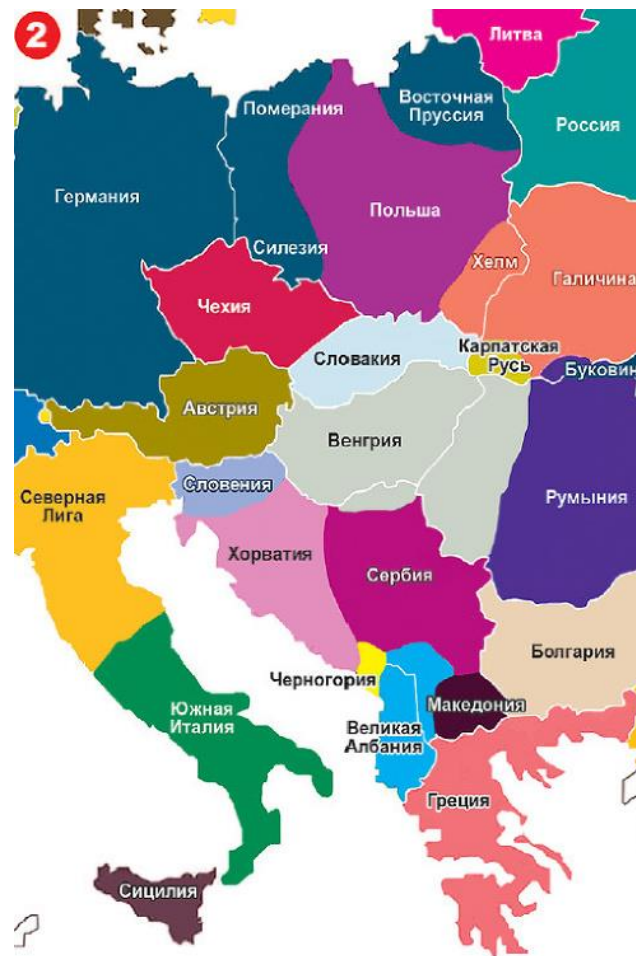 2
Литва
Померания
Восточная
Пруссия
Россия
Германия
Польша
Силезия
Хелм
Галичина
Чехия
Словакия
Карпатская
Русь
Буковин
Австрия
Венгрия
Словения
Северная
Лига
Румыния
Хорватия
Сербия
Болгария
Черногория
Македония
Южная
Италия
Великая
Албания
Греция
Сицилия